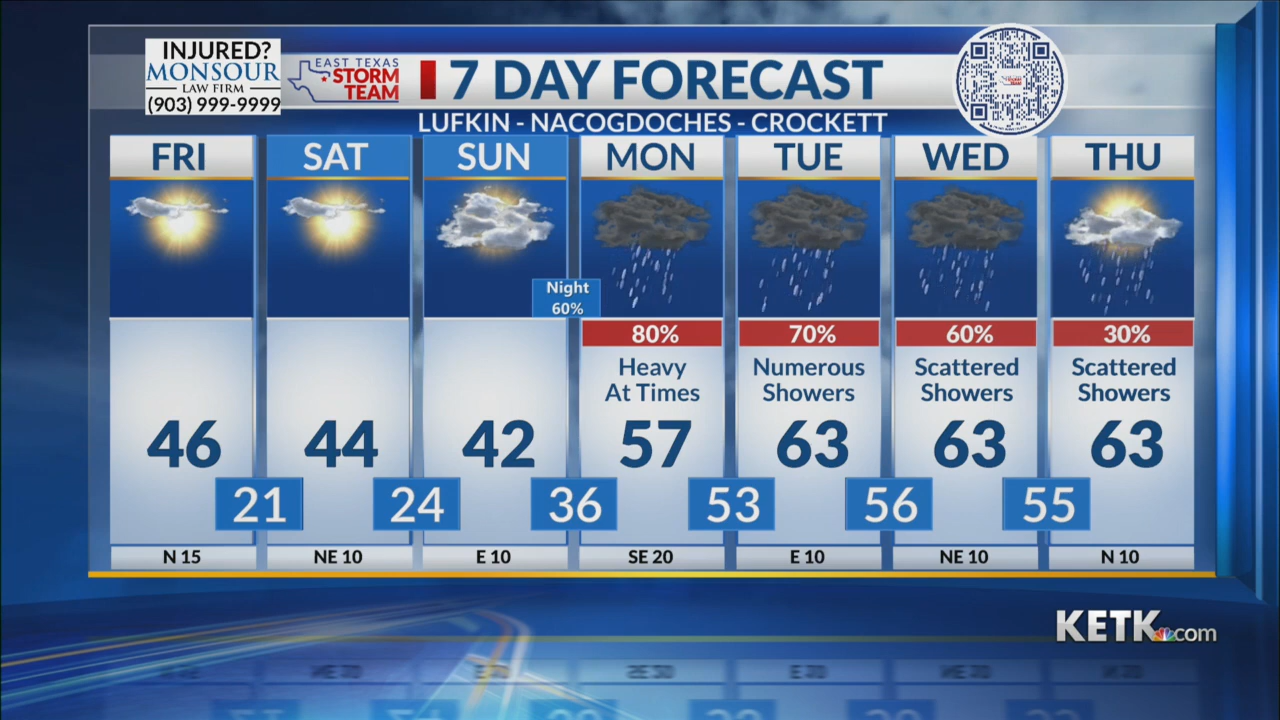 INJURED?
MONSOUR
LAW FIRM
(903) 999-9999
EAST TEXAS
STORM
TEAM
7 DAY FORECAST
LUFKIN - NACOGDOCHES - CROCKETT
FRI SAT SUN MON TUE WED THU
Night
60%
80% 70% 60% 30%
Heavy Numerous Scattered Scattered
At Times Showers Showers Showers
46 44 42 57 63 63 63
21 24 36 53 56 55
N 15 NE 10 E 10 SE 20 E 10 NE 10 N 10
KETK.com